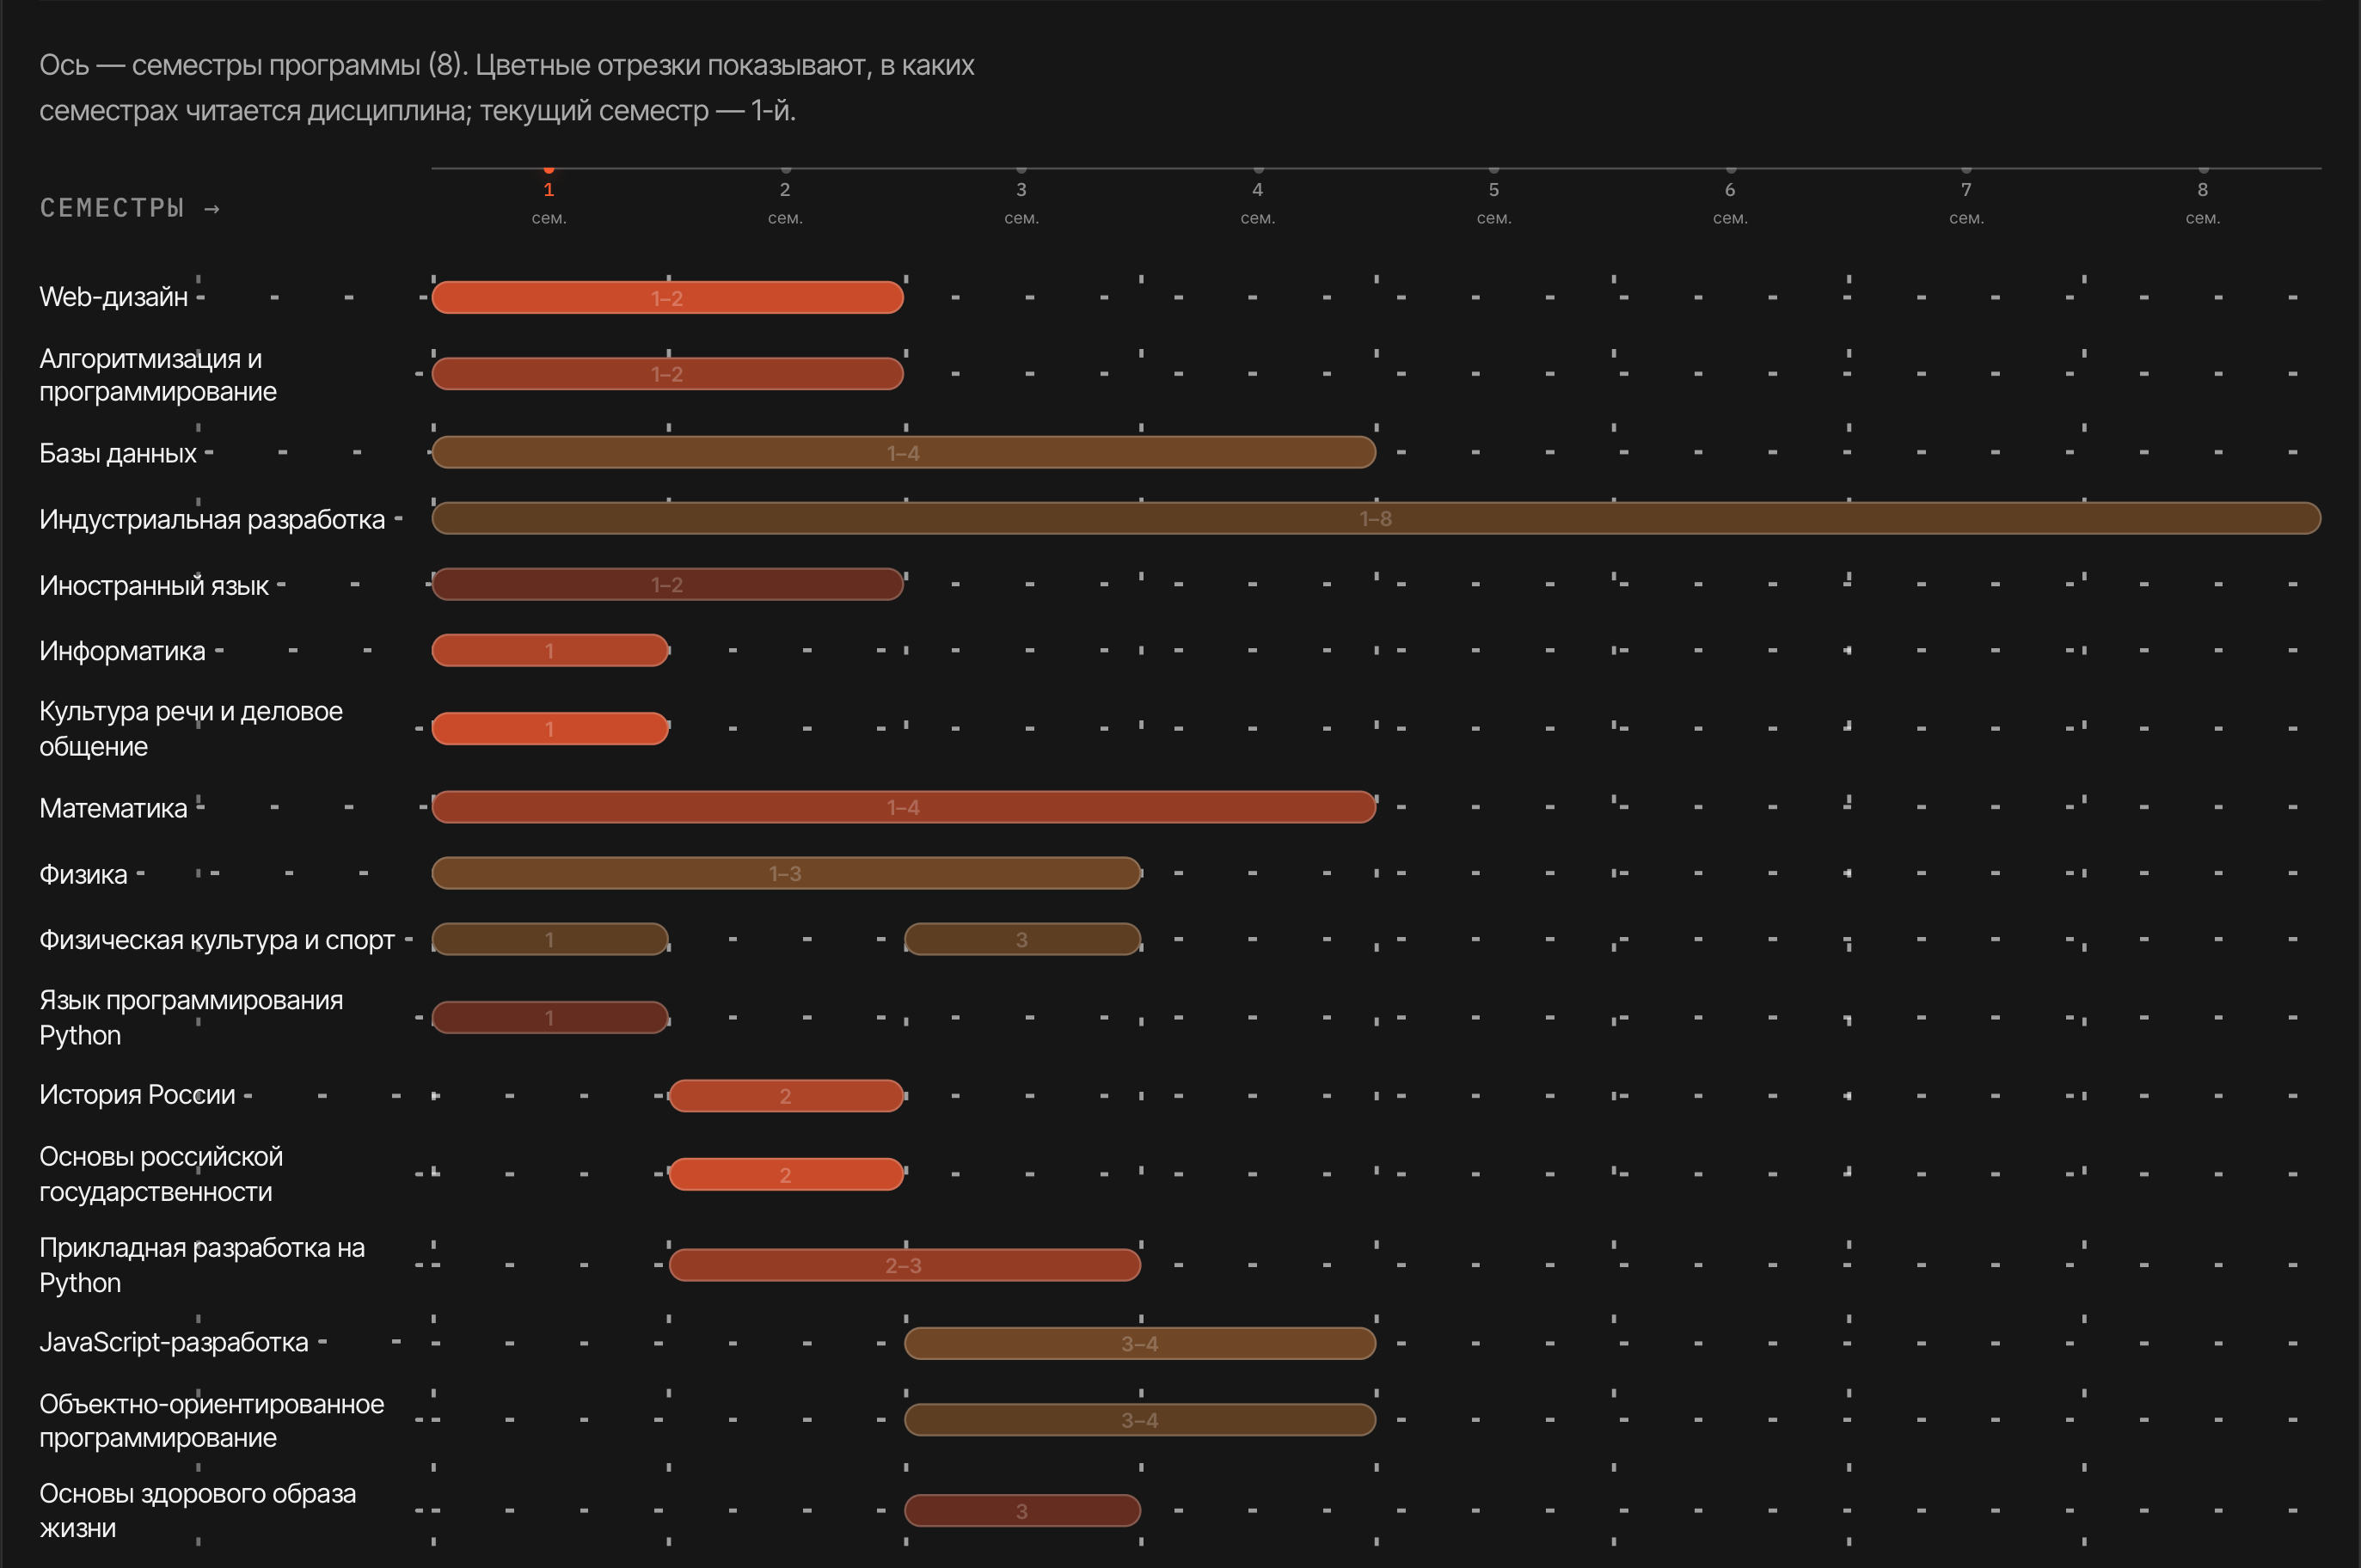 Ось — семестры программы (8). Цветные отрезки показывают, в каких
семестрах читается дисциплина; текущий семестр — 1-й.
СЕМЕСТРЫ →
1 2 3 4 5 6 7 8
сем. сем. сем. сем. сем. сем. сем. сем.
Web-дизайн
1–2
Алгоритмизация и
программирование
1–2
Базы данных
1–4
Индустриальная разработка
1–8
Иностранный язык
1–2
Информатика
1
Культура речи и деловое
общение
1
Математика
1–4
Физика
1–3
Физическая культура и спорт
1 3
Язык программирования
Python
1
История России
2
Основы российской
государственности
2
Прикладная разработка на
Python
2–3
JavaScript-разработка
3–4
Объектно-ориентированное
программирование
3–4
Основы здорового образа
жизни
3